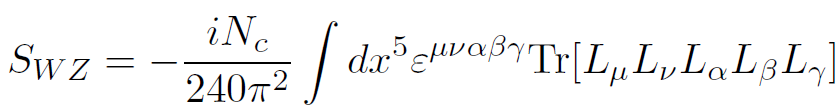 $S_{WZ} = -\frac{iN_c}{240\pi^2} \int dx^5 \varepsilon^{\mu\nu\alpha\beta\gamma} \mathrm{Tr}[L_\mu L_\nu L_\alpha L_\beta L_\gamma]$